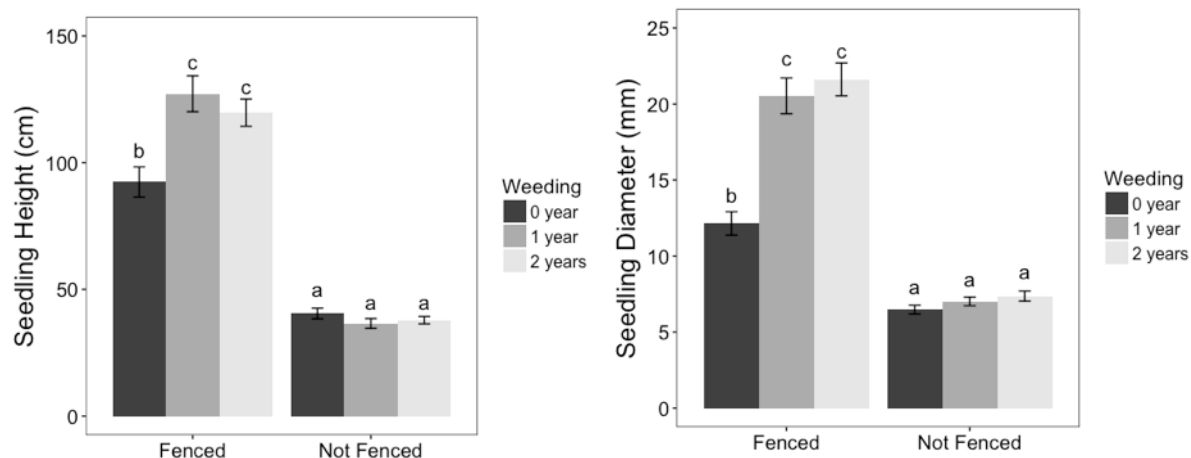 Seedling Height (cm)
150
100
50
0
b
c
c
a
a
a
Fenced
Not Fenced
Weeding
0 year
1 year
2 years
Seedling Diameter (mm)
25
20
15
10
5
0
b
c
c
a
a
a
Fenced
Not Fenced
Weeding
0 year
1 year
2 years